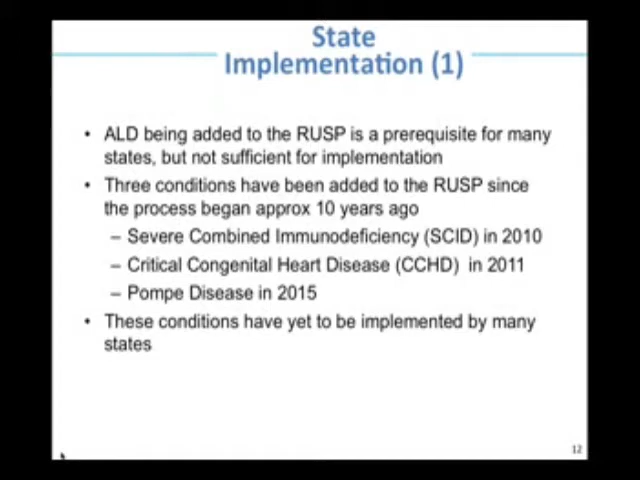 State
Implementation (1)
• ALD being added to the RUSP is a prerequisite for many
states, but not sufficient for implementation
• Three conditions have been added to the RUSP since
the process began approx 10 years ago
– Severe Combined Immunodeficiency (SCID) in 2010
– Critical Congenital Heart Disease (CCHD) in 2011
– Pompe Disease in 2015
• These conditions have yet to be implemented by many
states
12